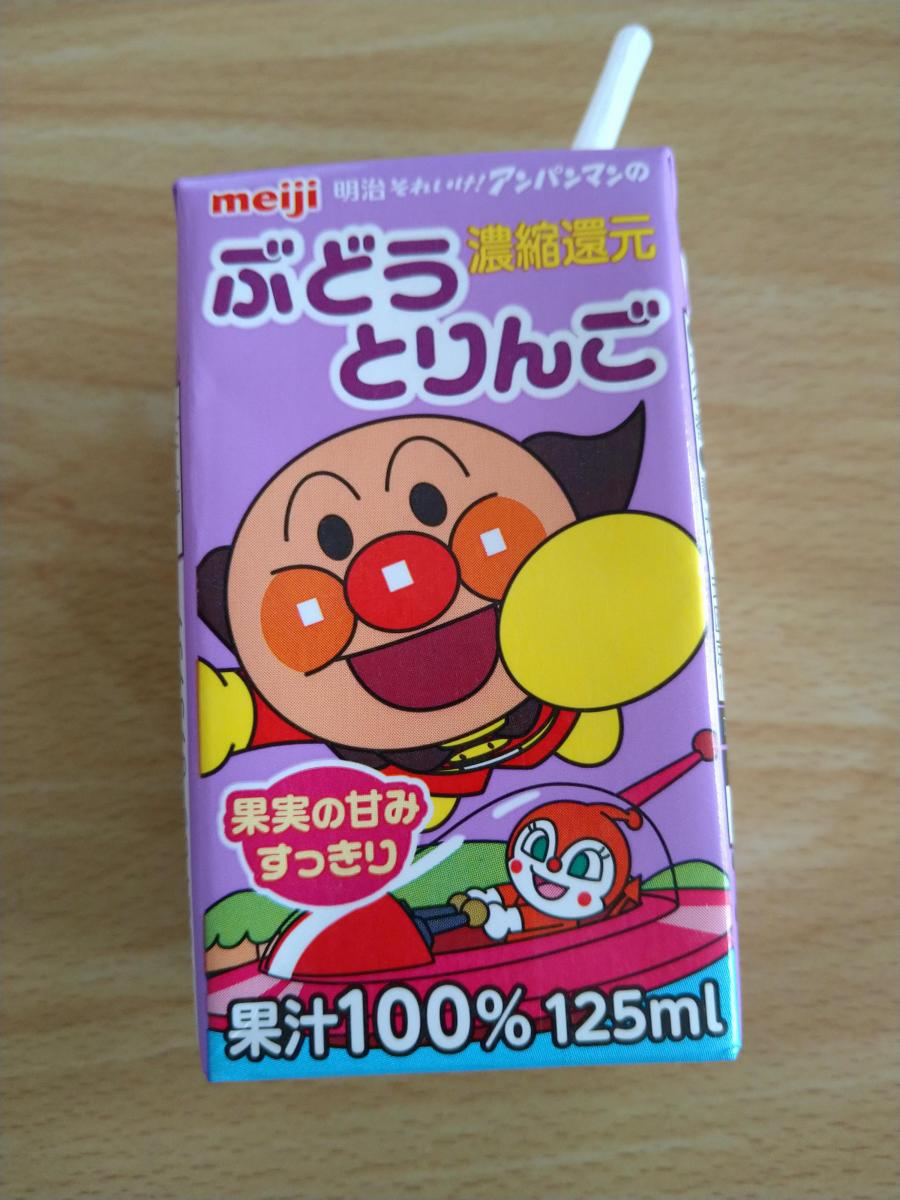 meiji 明治 それいけ!アンパンマンの
ぶどう 濃縮還元
とりんご
果実の甘み
すっきり
果汁100% 125ml